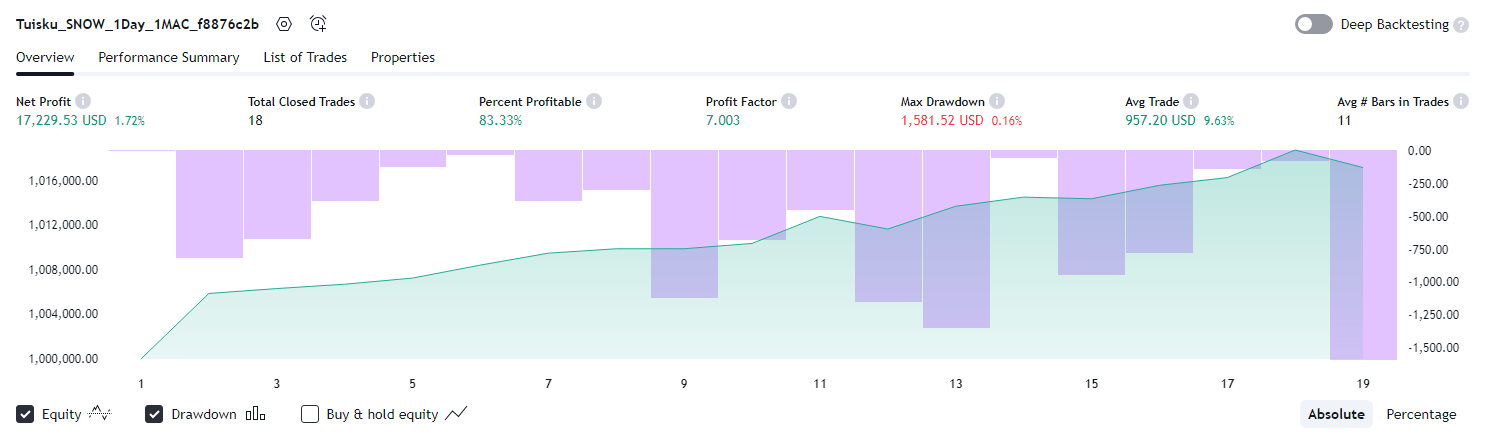 Tuisku_SNOW_1Day_1MAC_f8876c2b
Deep Backtesting ?
Overview Performance Summary List of Trades Properties
Net Profit i Total Closed Trades i Percent Profitable i Profit Factor i Max Drawdown i Avg Trade i Avg # Bars in Trades i
17,229.53 USD 1.72% 18 83.33% 7.003 1,581.52 USD 0.16% 957.20 USD 9.63% 11
1,016,000.00
1,012,000.00
1,008,000.00
1,004,000.00
1,000,000.00
0.00
-250.00
-500.00
-750.00
-1,000.00
-1,250.00
-1,500.00
1 3 5 7 9 11 13 15 17 19
Equity Drawdown Buy & hold equity Absolute Percentage